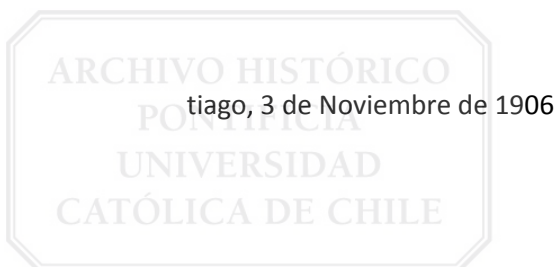 ARCHIVO HISTÓRICO
tiago, 3 de Noviembre de 1906
PONTIFICIA
UNIVERSIDAD
CATÓLICA DE CHILE